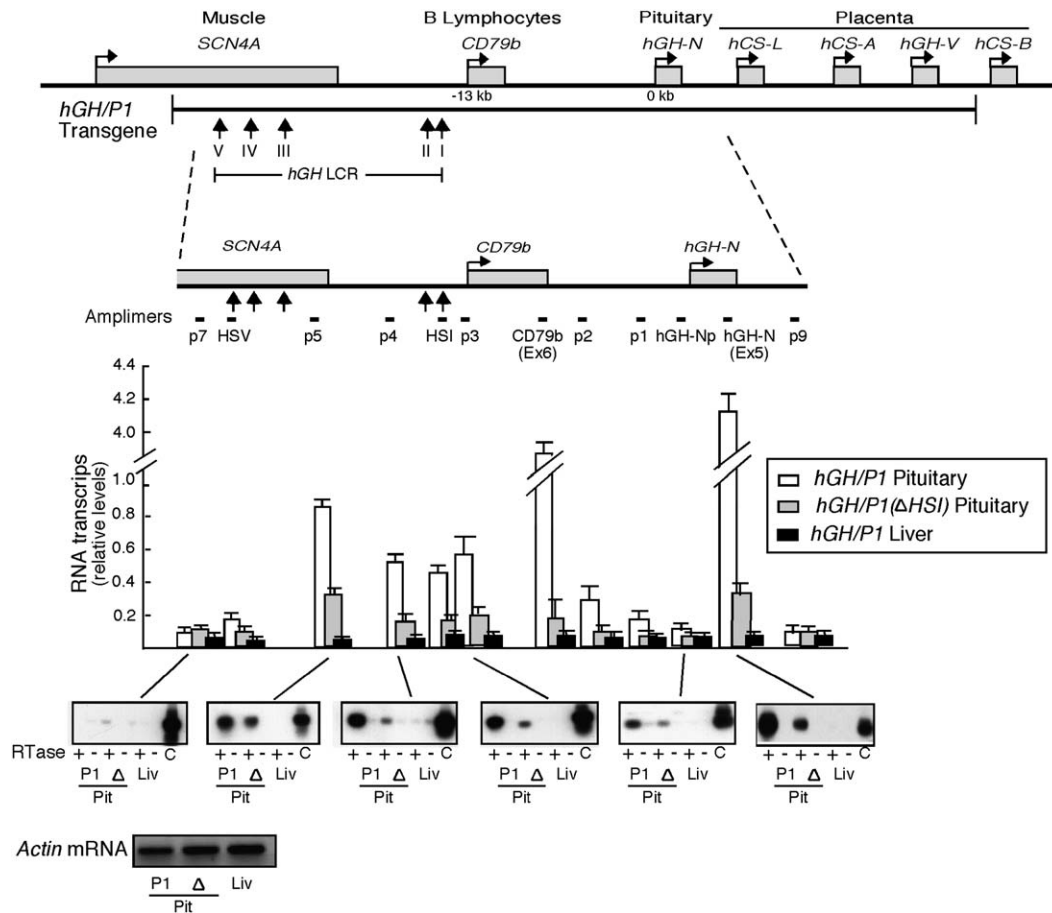 Muscle B Lymphocytes Pituitary Placenta
SCN4A CD79b hGH-N hCS-L hCS-A hGH-V hCS-B
-13 kb 0 kb
hGH/P1
Transgene
V IV III II I
hGH LCR
SCN4A CD79b hGH-N
Amplimers
p7 HSV p5 p4 HSI p3 CD79b p2 p1 hGH-Np hGH-N p9
(Ex6) (Ex5)
4.4
4.2
4.0
1.0
0.8
0.6
0.4
0.2
RNA transcrips
(relative levels)
hGH/P1 Pituitary
hGH/P1(ΔHSI) Pituitary
hGH/P1 Liver
RTase + - + - + - C + - + - + - C + - + - + - C + - + - + - C + - + - + - C + - + - + - C
P1 Δ Liv P1 Δ Liv P1 Δ Liv P1 Δ Liv P1 Δ Liv P1 Δ Liv
Pit Pit Pit Pit Pit Pit
Actin mRNA
P1 Δ Liv
Pit